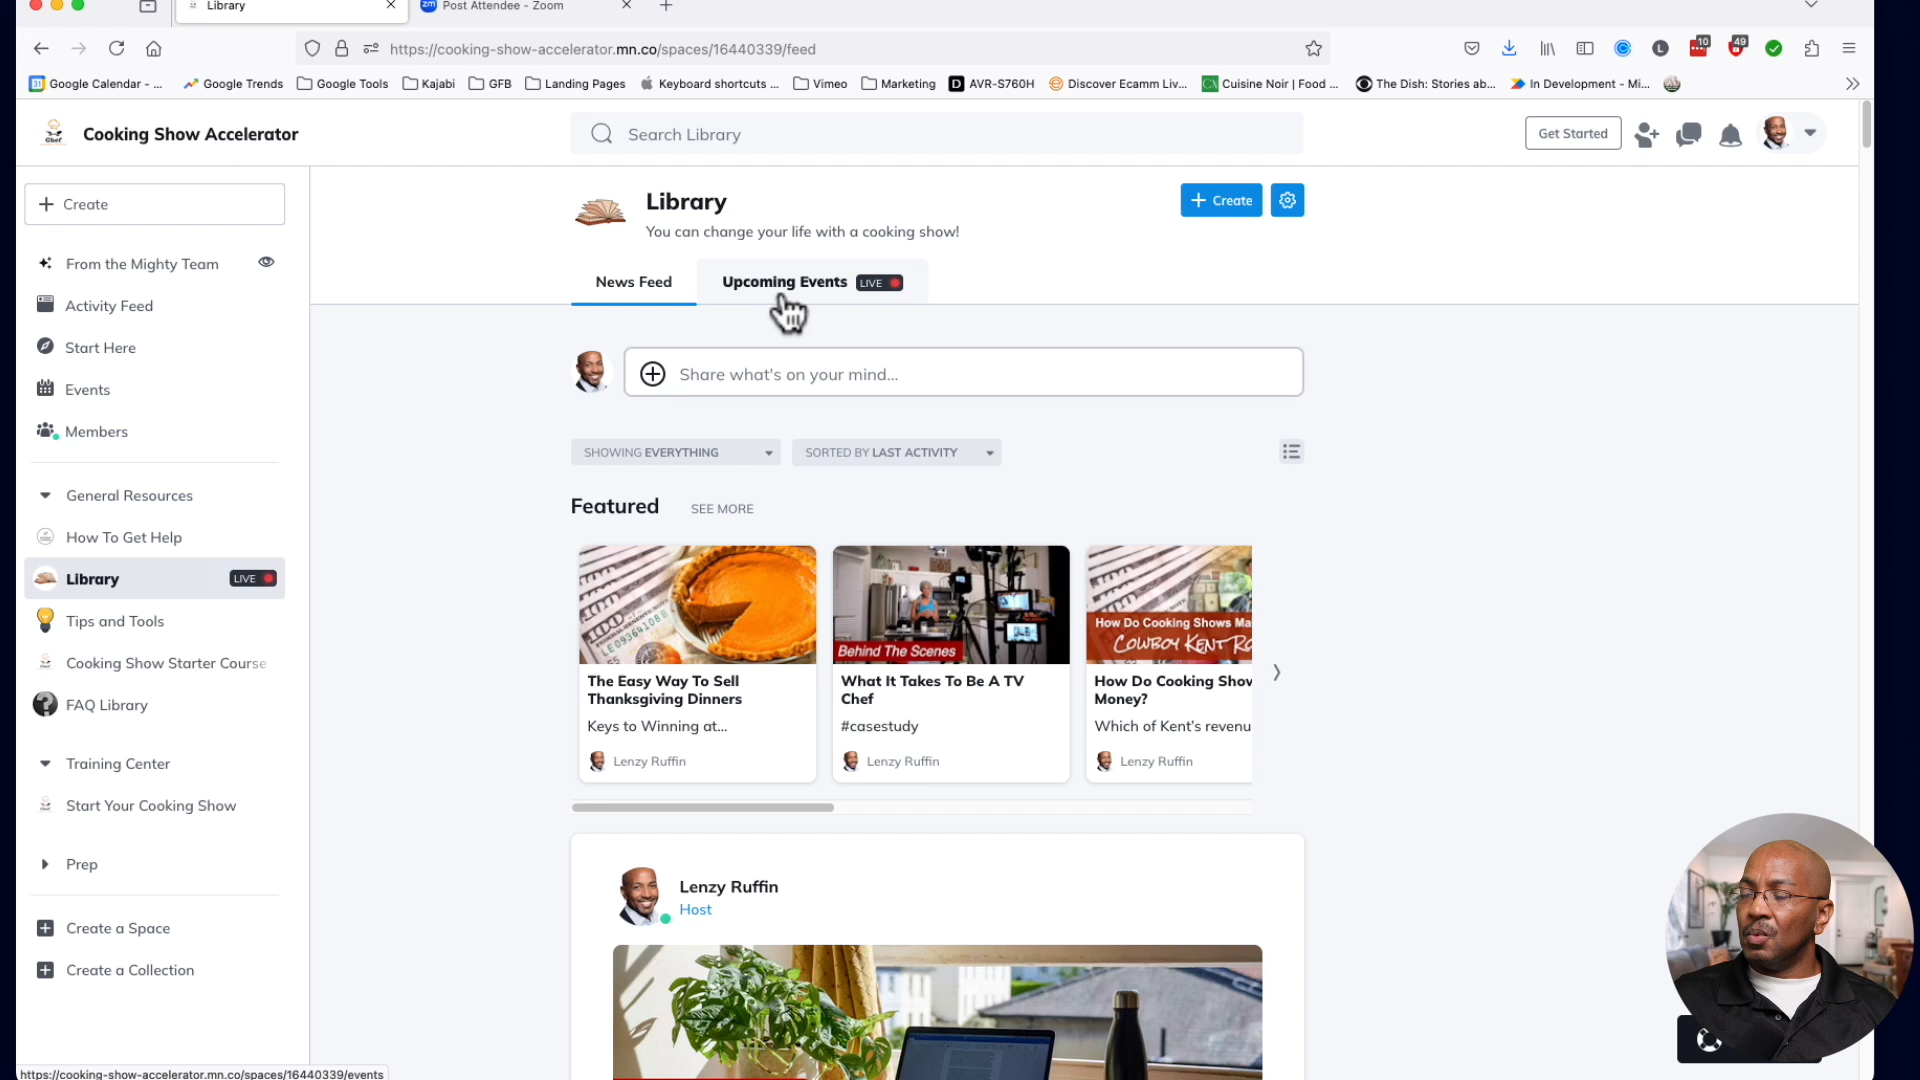 Library
Post Attendee - Zoom
https://cooking-show-accelerator.mn.co/spaces/16440339/feed
10
49
Google Calendar - ...
Google Trends
Google Tools
Kajabi
GFB
Landing Pages
Keyboard shortcuts ...
Vimeo
Marketing
AVR-S760H
Discover Ecamm Liv...
Cuisine Noir | Food ...
The Dish: Stories ab...
In Development - Mi...
Chef
Cooking Show Accelerator
Search Library
Get Started
Create
From the Mighty Team
Activity Feed
Start Here
Events
Members
General Resources
How To Get Help
Library
LIVE
Tips and Tools
Cooking Show Starter Course
FAQ Library
Training Center
Start Your Cooking Show
Prep
Create a Space
Create a Collection
https://cooking-show-accelerator.mn.co/spaces/16440339/events
Library
You can change your life with a cooking show!
Create
News Feed
Upcoming Events
LIVE
Share what's on your mind...
SHOWING EVERYTHING
SORTED BY LAST ACTIVITY
Featured
SEE MORE
The Easy Way To Sell
Thanksgiving Dinners
Keys to Winning at...
Lenzy Ruffin
Behind The Scenes
What It Takes To Be A TV
Chef
#casestudy
Lenzy Ruffin
How Do Cooking Shows Ma
COWBOY KENT RO
How Do Cooking Shov
Money?
Which of Kent's revenu
Lenzy Ruffin
Lenzy Ruffin
Host